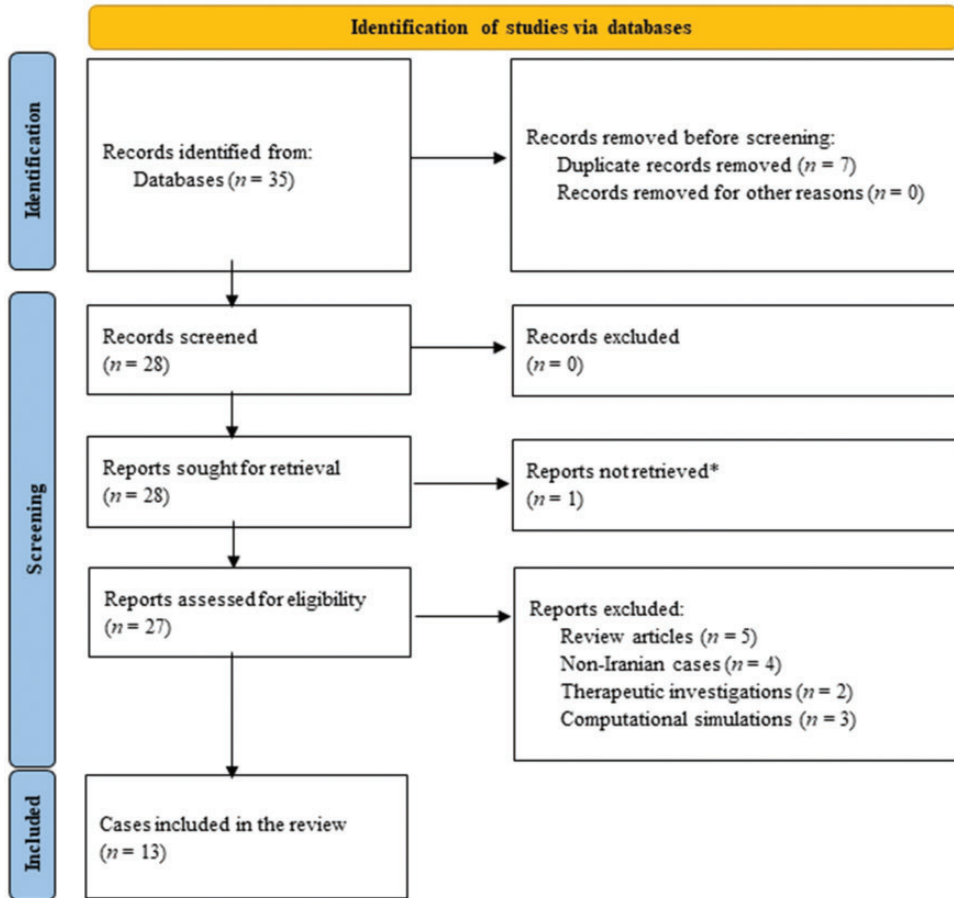 Identification of studies via databases
Identification
Records identified from:
Databases (n = 35)
Records removed before screening:
Duplicate records removed (n = 7)
Records removed for other reasons (n = 0)
Screening
Records screened
(n = 28)
Records excluded
(n = 0)
Reports sought for retrieval
(n = 28)
Reports not retrieved*
(n = 1)
Reports assessed for eligibility
(n = 27)
Reports excluded:
Review articles (n = 5)
Non-Iranian cases (n = 4)
Therapeutic investigations (n = 2)
Computational simulations (n = 3)
Included
Cases included in the review
(n = 13)